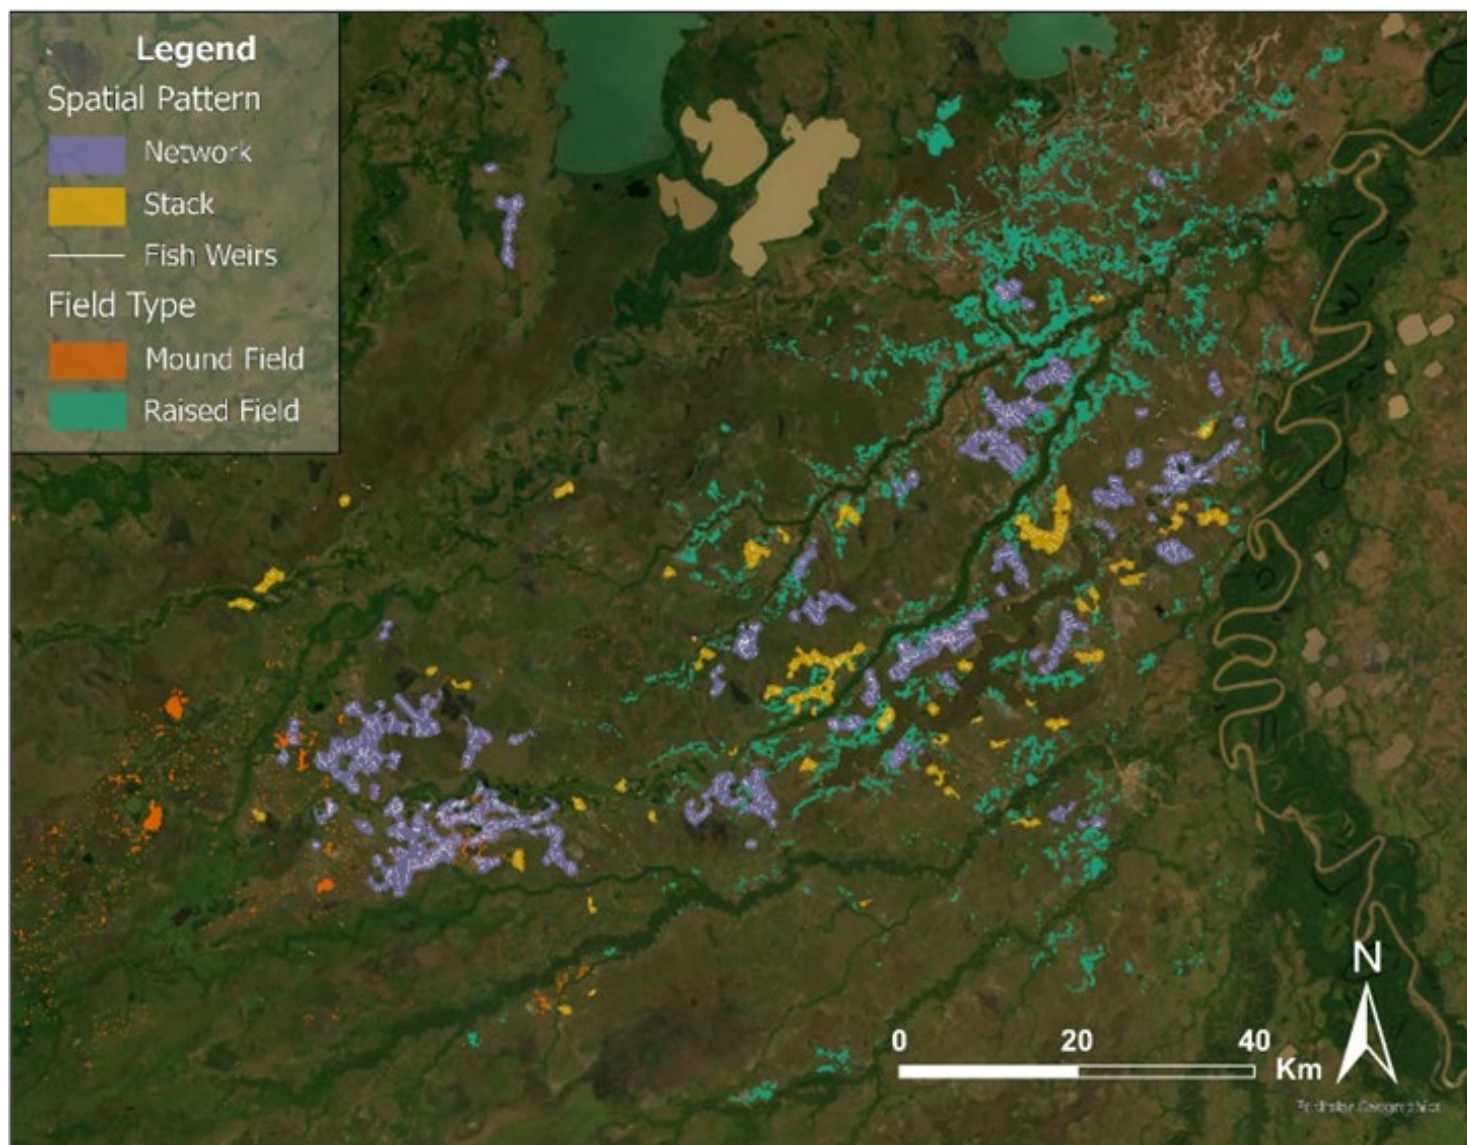 Legend
Spatial Pattern
Network
Stack
Fish Weirs
Field Type
Mound Field
Raised Field
N
0 20 40
Km